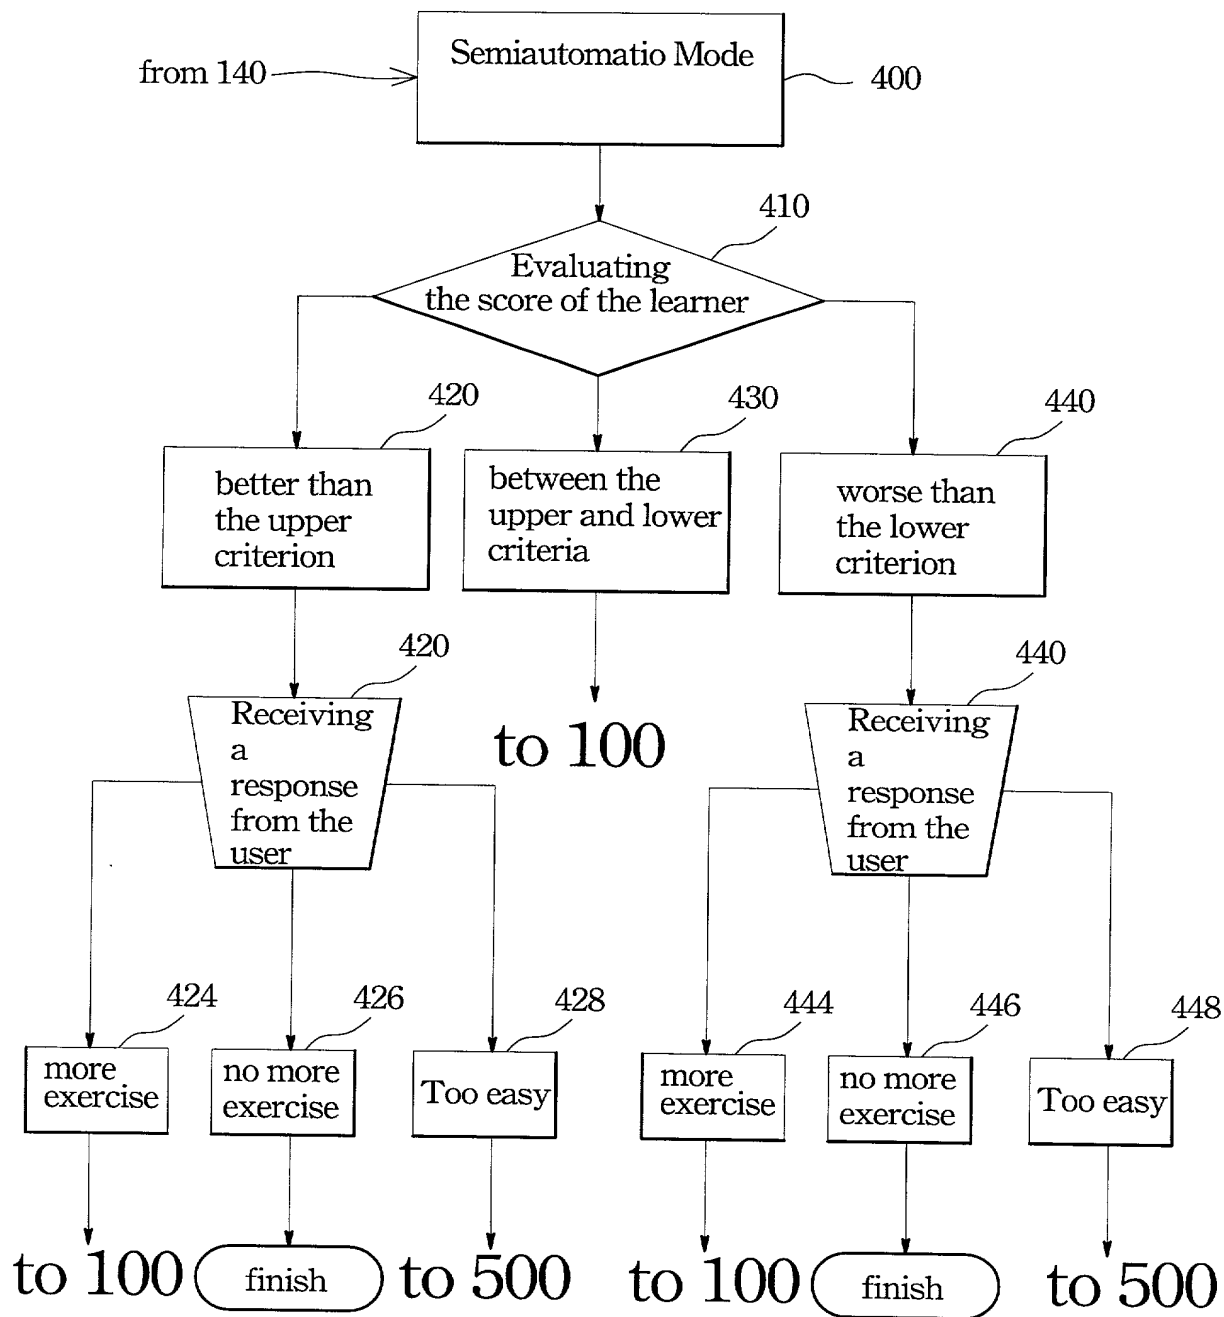 Semiautomatio Mode
from 140
400
410
Evaluating
the score of the learner
420
430
440
better than
the upper
criterion
between the
upper and lower
criteria
worse than
the lower
criterion
420
440
Receiving
a
response
from the
user
to 100
Receiving
a
response
from the
user
424
426
428
444
446
448
more
exercise
no more
exercise
Too easy
more
exercise
no more
exercise
Too easy
to 100
finish
to 500
to 100
finish
to 500